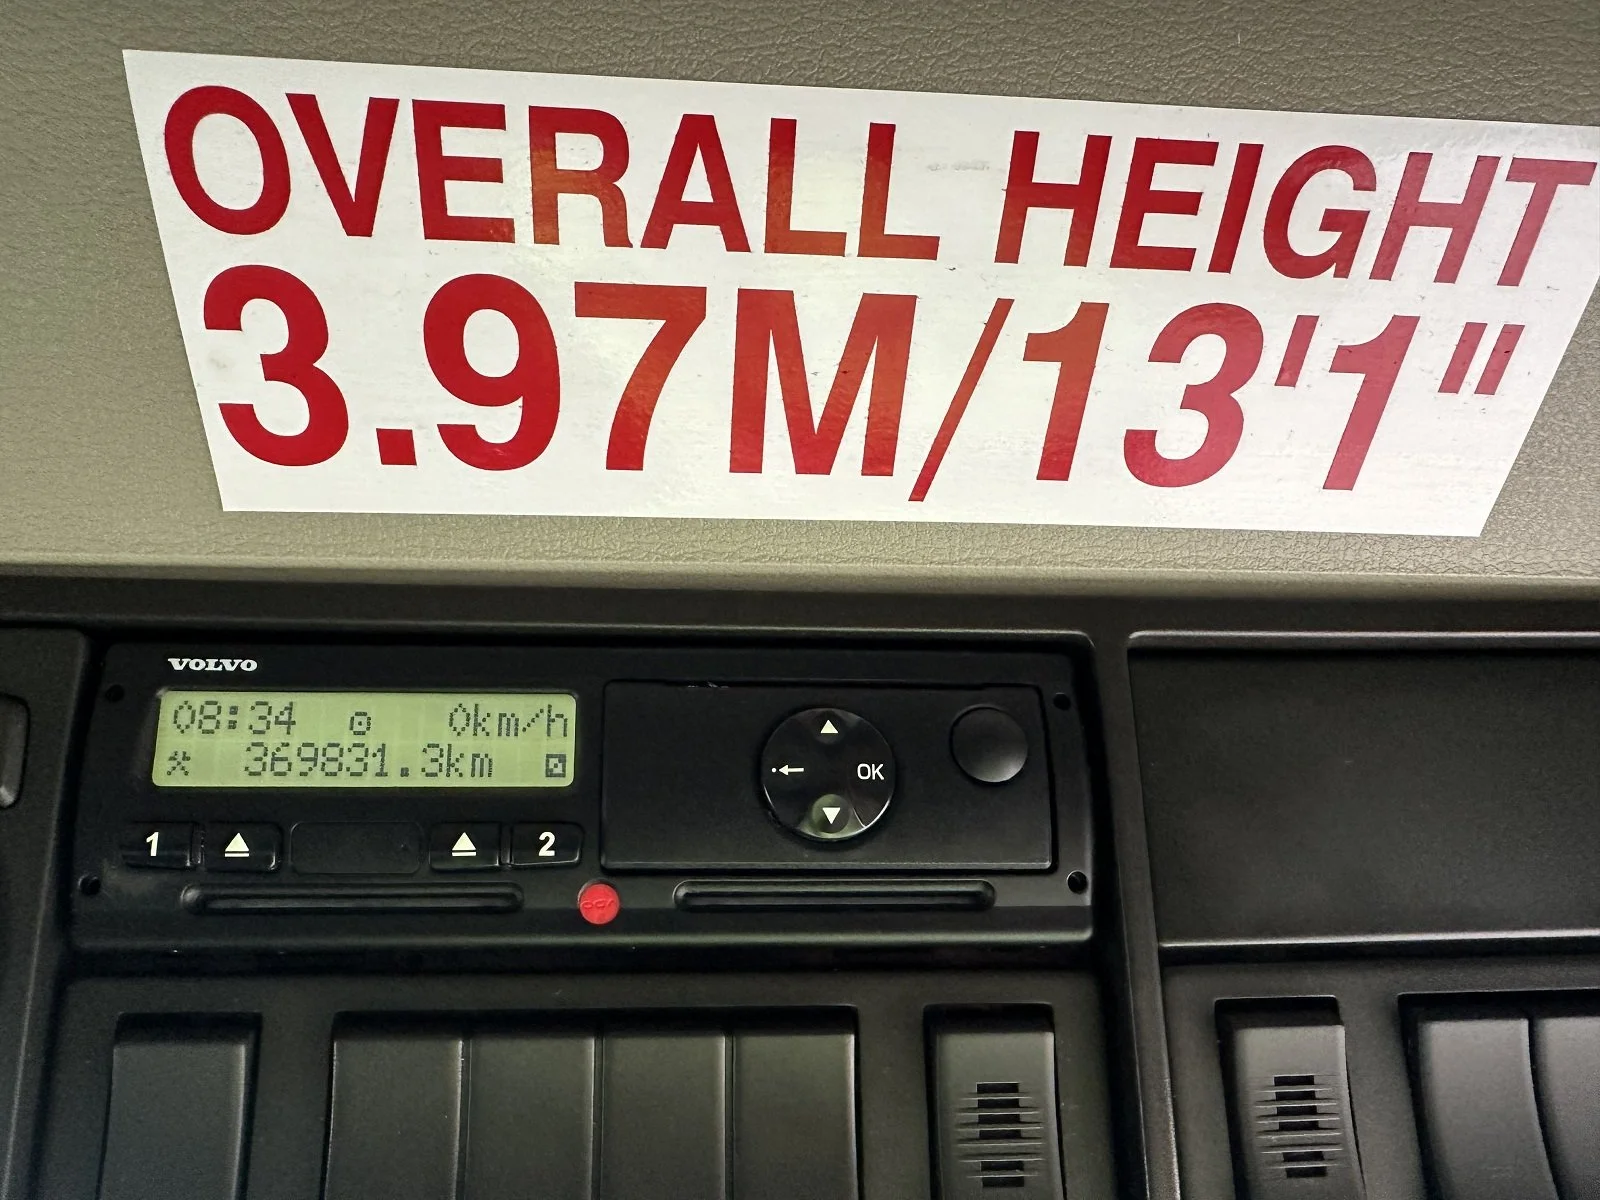 OVERALL HEIGHT
3.97M/13'1"
VOLVO
08:34 0km/h
369831.3km
OK
1 2